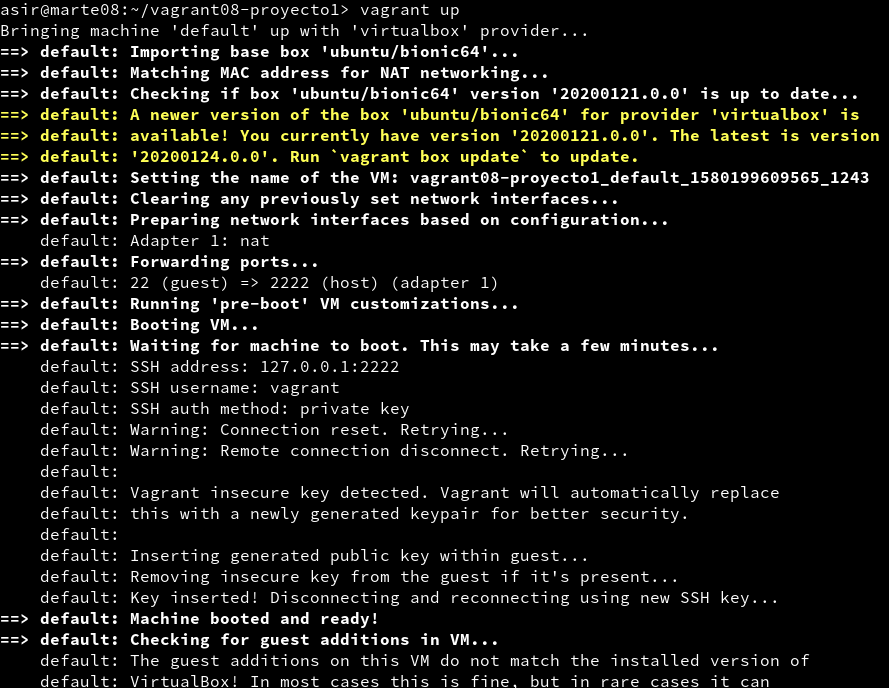 asir@marte08:~/vagrant08-proyecto1> vagrant up
Bringing machine 'default' up with 'virtualbox' provider...
==> default: Importing base box 'ubuntu/bionic64'...
==> default: Matching MAC address for NAT networking...
==> default: Checking if box 'ubuntu/bionic64' version '20200121.0.0' is up to date...
==> default: A newer version of the box 'ubuntu/bionic64' for provider 'virtualbox' is
==> default: available! You currently have version '20200121.0.0'. The latest is version
==> default: '20200124.0.0'. Run `vagrant box update` to update.
==> default: Setting the name of the VM: vagrant08-proyecto1_default_1580199609565_1243
==> default: Clearing any previously set network interfaces...
==> default: Preparing network interfaces based on configuration...
    default: Adapter 1: nat
==> default: Forwarding ports...
    default: 22 (guest) => 2222 (host) (adapter 1)
==> default: Running 'pre-boot' VM customizations...
==> default: Booting VM...
==> default: Waiting for machine to boot. This may take a few minutes...
    default: SSH address: 127.0.0.1:2222
    default: SSH username: vagrant
    default: SSH auth method: private key
    default: Warning: Connection reset. Retrying...
    default: Warning: Remote connection disconnect. Retrying...
    default:
    default: Vagrant insecure key detected. Vagrant will automatically replace
    default: this with a newly generated keypair for better security.
    default:
    default: Inserting generated public key within guest...
    default: Removing insecure key from the guest if it's present...
    default: Key inserted! Disconnecting and reconnecting using new SSH key...
==> default: Machine booted and ready!
==> default: Checking for guest additions in VM...
    default: The guest additions on this VM do not match the installed version of
    default: VirtualBox! In most cases this is fine, but in rare cases it can